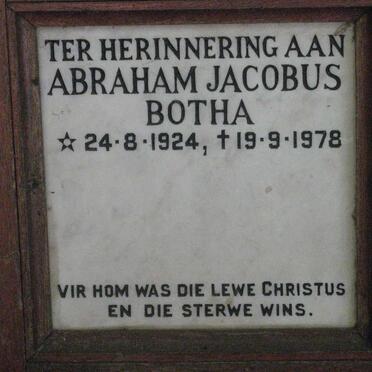 TER HERINNERING AAN
ABRAHAM JACOBUS
BOTHA
☆ 24·8·1924, † 19·9·1978
VIR HOM WAS DIE LEWE CHRISTUS
EN DIE STERWE WINS.